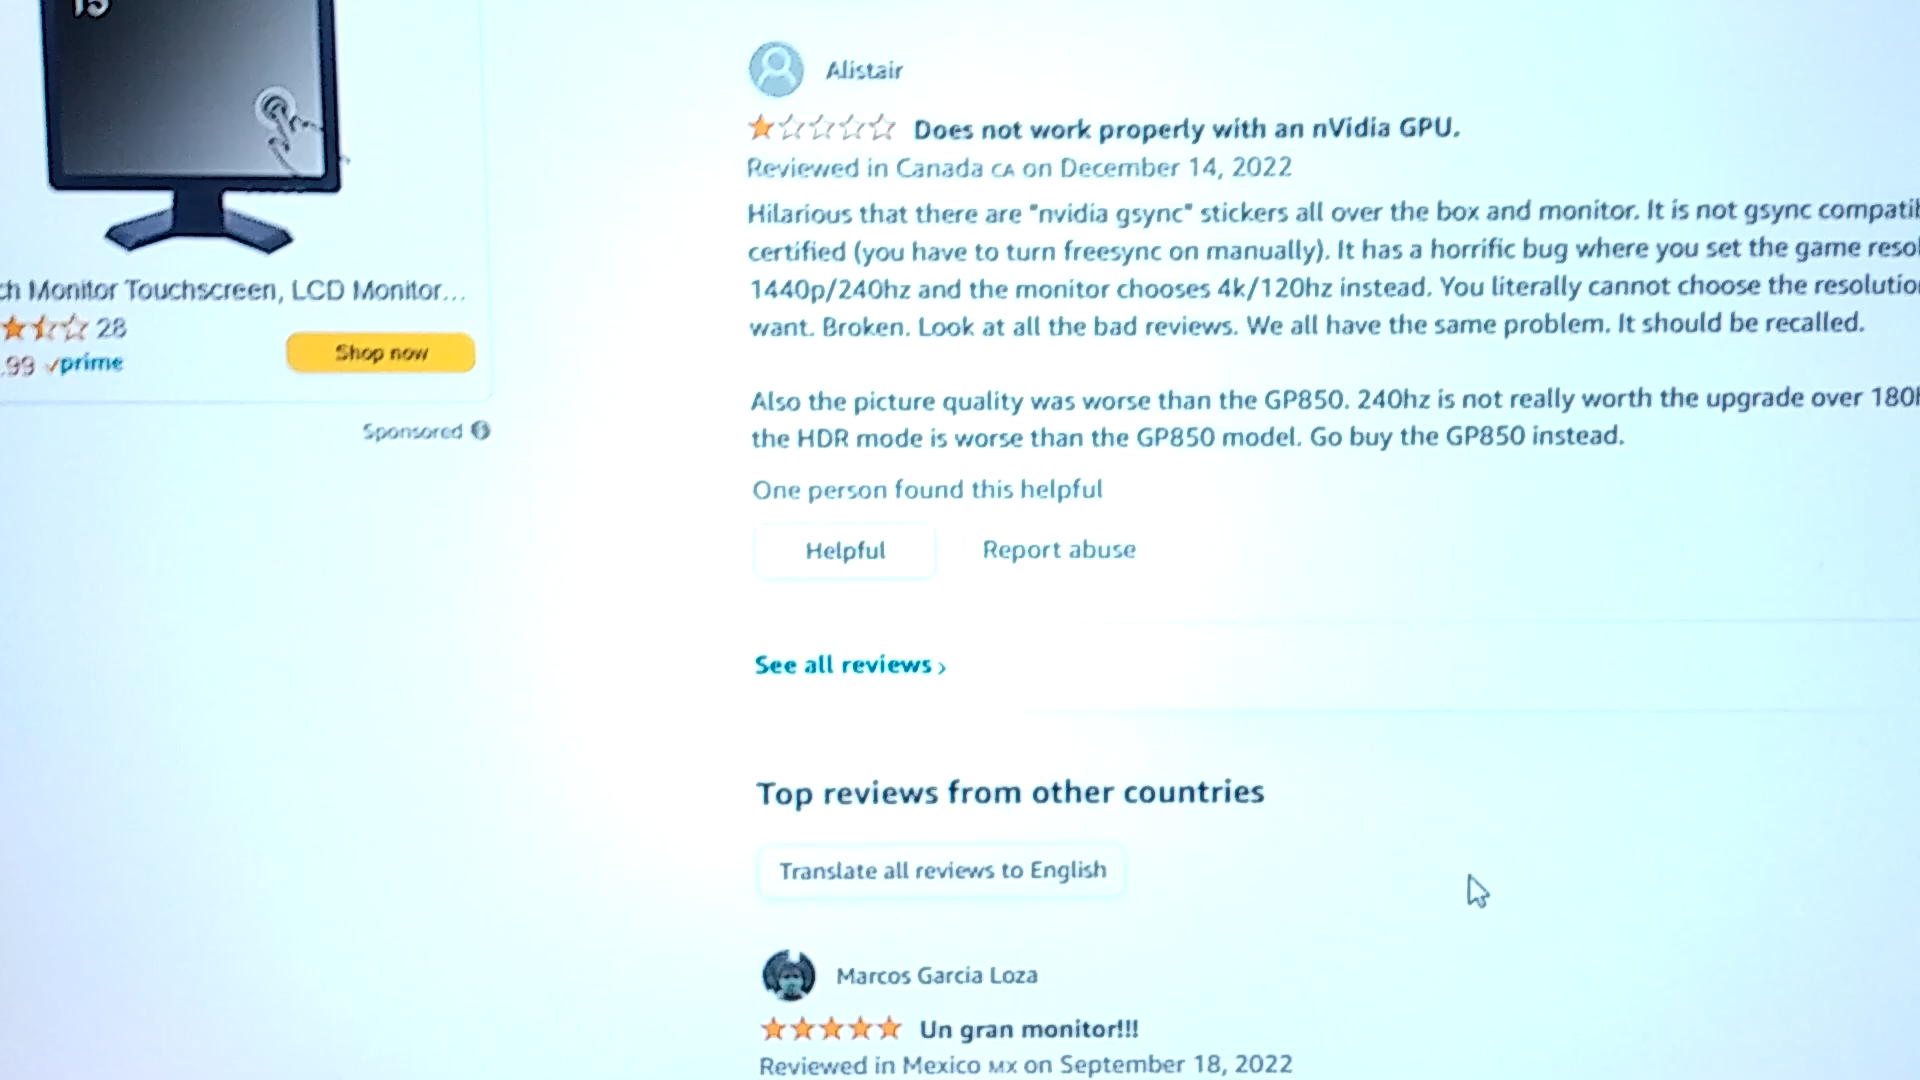 15
ch Monitor Touchscreen, LCD Monitor...
28
.99 prime
Shop now
Sponsored
Alistair
Does not work properly with an nVidia GPU.
Reviewed in Canada CA on December 14, 2022
Hilarious that there are "nvidia gsync" stickers all over the box and monitor. It is not gsync compatib
certified (you have to turn freesync on manually). It has a horrific bug where you set the game resol
1440p/240hz and the monitor chooses 4k/120hz instead. You literally cannot choose the resolution
want. Broken. Look at all the bad reviews. We all have the same problem. It should be recalled.
Also the picture quality was worse than the GP850. 240hz is not really worth the upgrade over 180h
the HDR mode is worse than the GP850 model. Go buy the GP850 instead.
One person found this helpful
Helpful
Report abuse
See all reviews ›
Top reviews from other countries
Translate all reviews to English
Marcos Garcia Loza
Un gran monitor!!!
Reviewed in Mexico MX on September 18, 2022